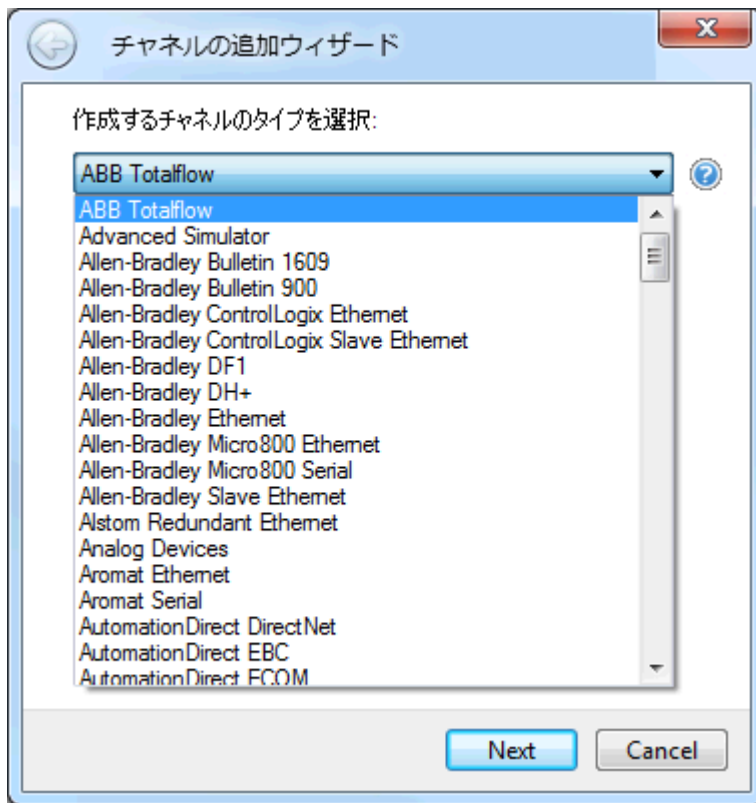 チャネルの追加ウィザード
作成するチャネルのタイプを選択:
ABB Totalflow
ABB Totalflow
Advanced Simulator
Allen-Bradley Bulletin 1609
Allen-Bradley Bulletin 900
Allen-Bradley ControlLogix Ethernet
Allen-Bradley ControlLogix Slave Ethernet
Allen-Bradley DF1
Allen-Bradley DH+
Allen-Bradley Ethernet
Allen-Bradley Micro800 Ethernet
Allen-Bradley Micro800 Serial
Allen-Bradley Slave Ethernet
Alstom Redundant Ethernet
Analog Devices
Aromat Ethernet
Aromat Serial
AutomationDirect DirectNet
AutomationDirect EBC
AutomationDirect ECOM
Next Cancel